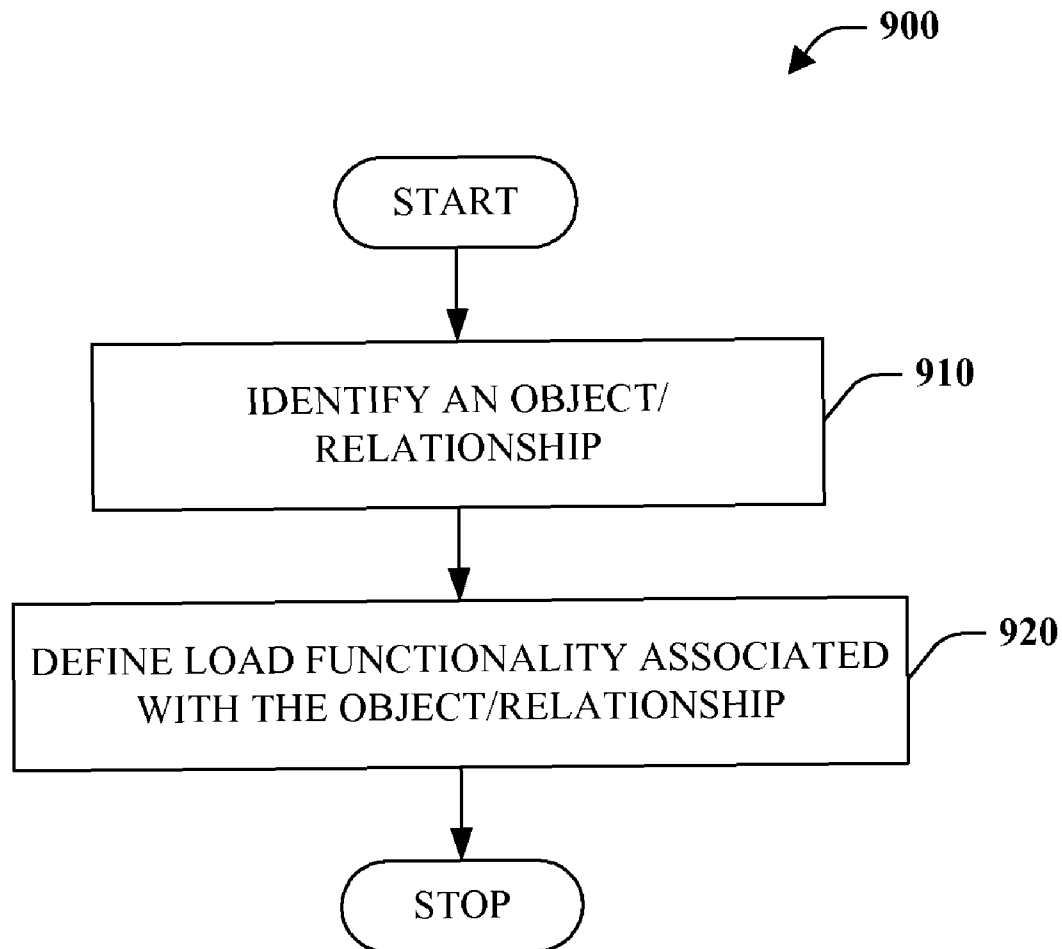 900
START
IDENTIFY AN OBJECT/
RELATIONSHIP
910
DEFINE LOAD FUNCTIONALITY ASSOCIATED
WITH THE OBJECT/RELATIONSHIP
920
STOP